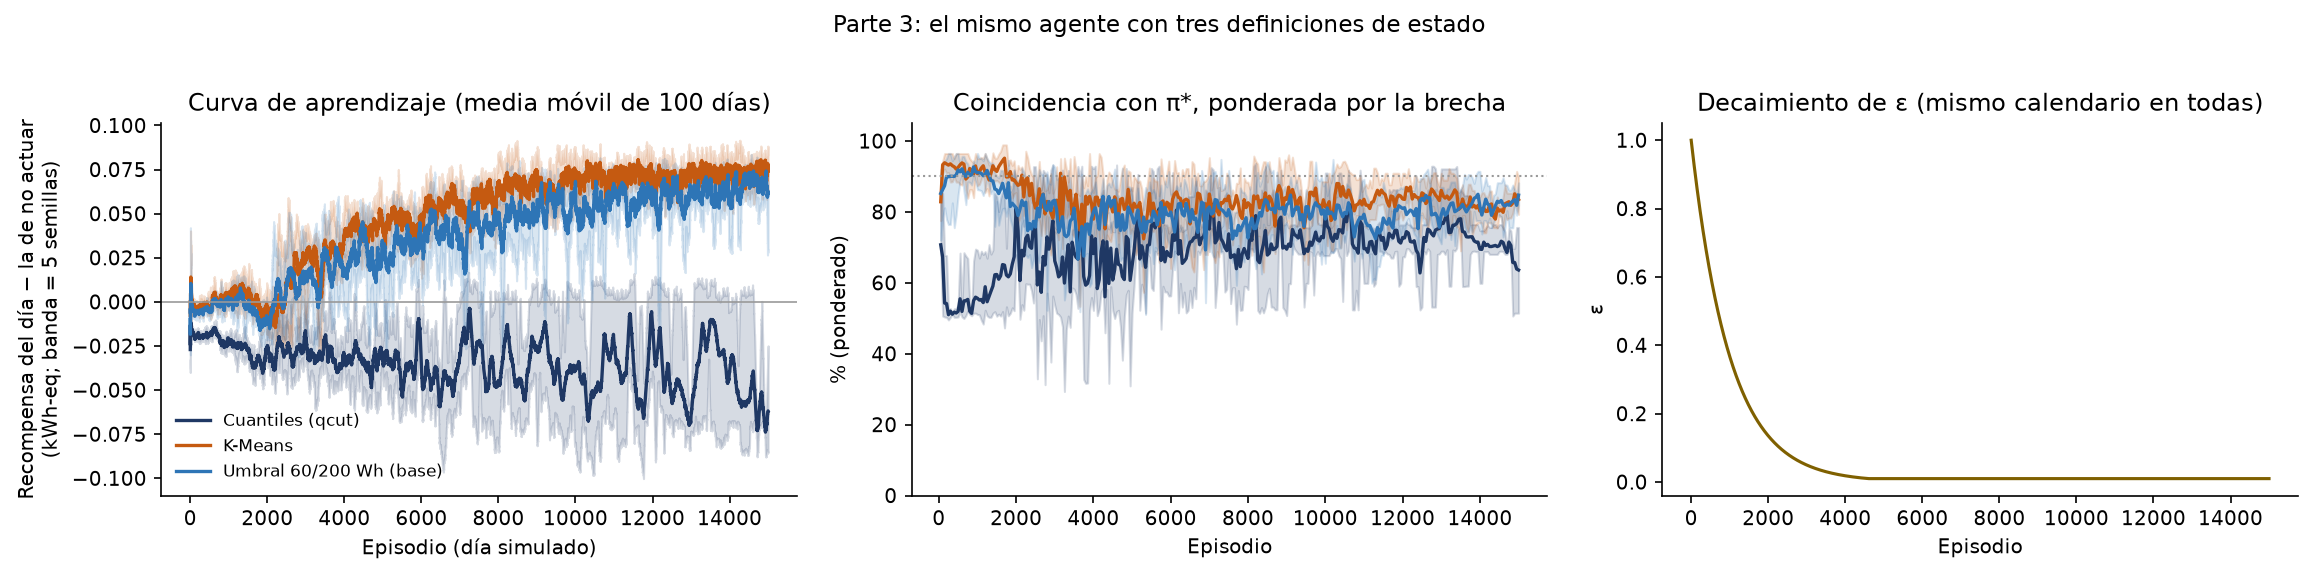 Parte 3: el mismo agente con tres definiciones de estado
Curva de aprendizaje (media móvil de 100 días)
Recompensa del día − la de no actuar
(kWh-eq; banda = 5 semillas)
0.100
0.075
0.050
0.025
0.000
−0.025
−0.050
−0.075
−0.100
Cuantiles (qcut)
K-Means
Umbral 60/200 Wh (base)
0 2000 4000 6000 8000 10000 12000 14000
Episodio (día simulado)
Coincidencia con π*, ponderada por la brecha
% (ponderado)
100
80
60
40
20
0
0 2000 4000 6000 8000 10000 12000 14000
Episodio
Decaimiento de ε (mismo calendario en todas)
ε
1.0
0.8
0.6
0.4
0.2
0.0
0 2000 4000 6000 8000 10000 12000 14000
Episodio